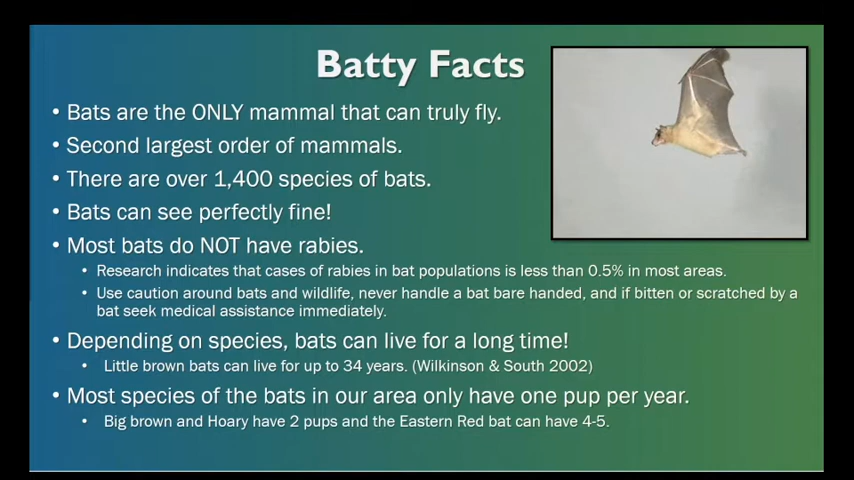 Batty Facts
• Bats are the ONLY mammal that can truly fly.
• Second largest order of mammals.
• There are over 1,400 species of bats.
• Bats can see perfectly fine!
• Most bats do NOT have rabies.
• Research indicates that cases of rabies in bat populations is less than 0.5% in most areas.
• Use caution around bats and wildlife, never handle a bat bare handed, and if bitten or scratched by a
bat seek medical assistance immediately.
• Depending on species, bats can live for a long time!
• Little brown bats can live for up to 34 years. (Wilkinson & South 2002)
• Most species of the bats in our area only have one pup per year.
• Big brown and Hoary have 2 pups and the Eastern Red bat can have 4-5.